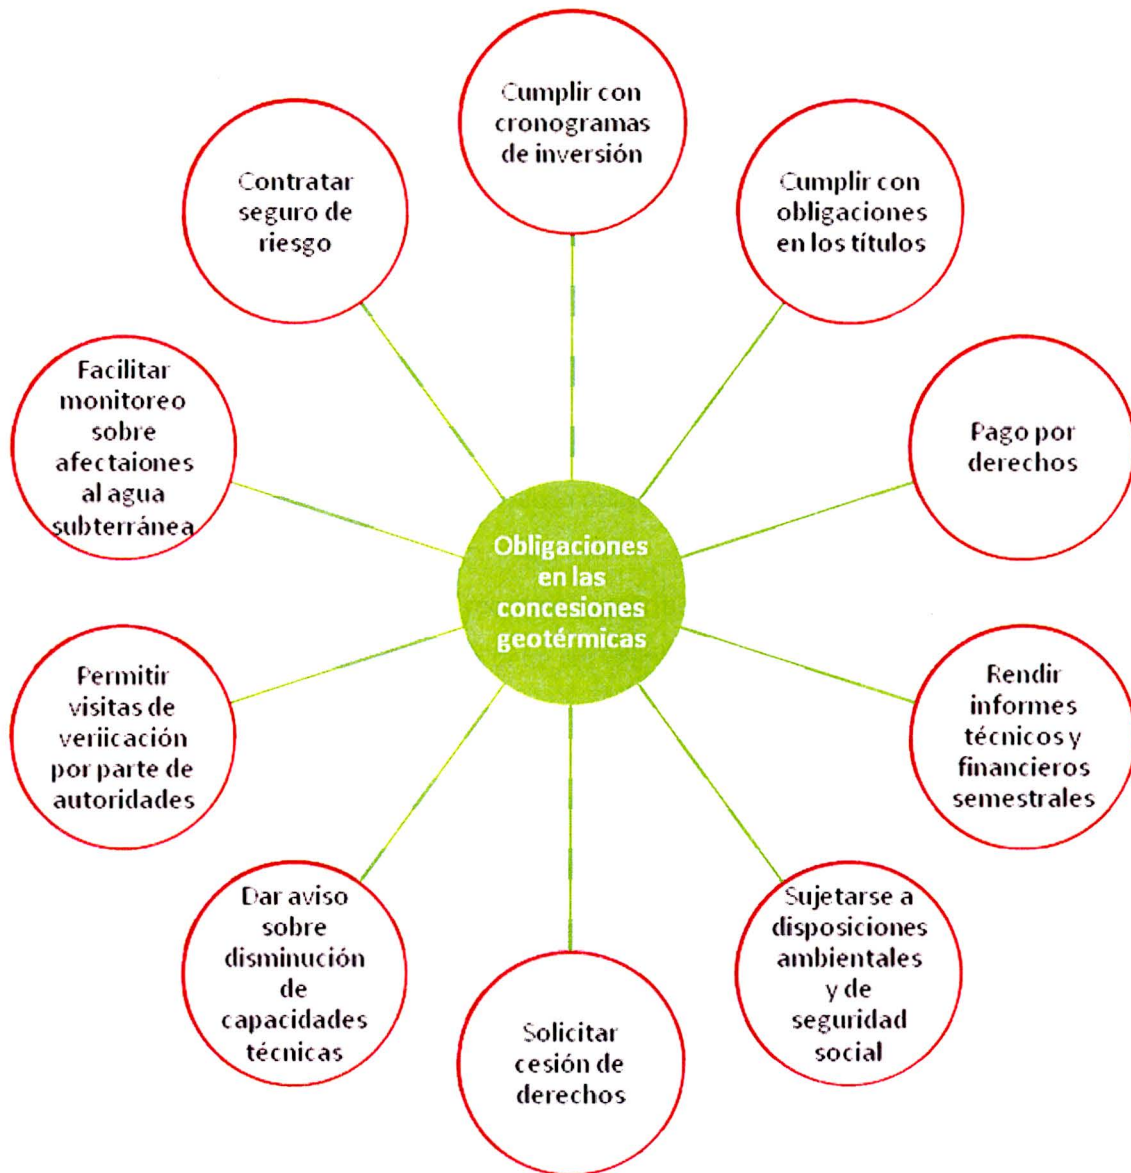 Cumplir con
cronogramas
de inversión
Cumplir con
obligaciones
en los títulos
Pago por
derechos
Rendir
informes
técnicos y
financieros
semestrales
Sujetarse a
disposiciones
ambientales
y de
seguridad
social
Solicitar
cesión de
derechos
Dar aviso
sobre
disminución
de
capacidades
técnicas
Permitir
visitas de
veriicación
por parte de
autoridades
Facilitar
monitoreo
sobre
afectaiones
al agua
subterránea
Contratar
seguro de
riesgo
Obligaciones
en las
concesiones
geotérmicas